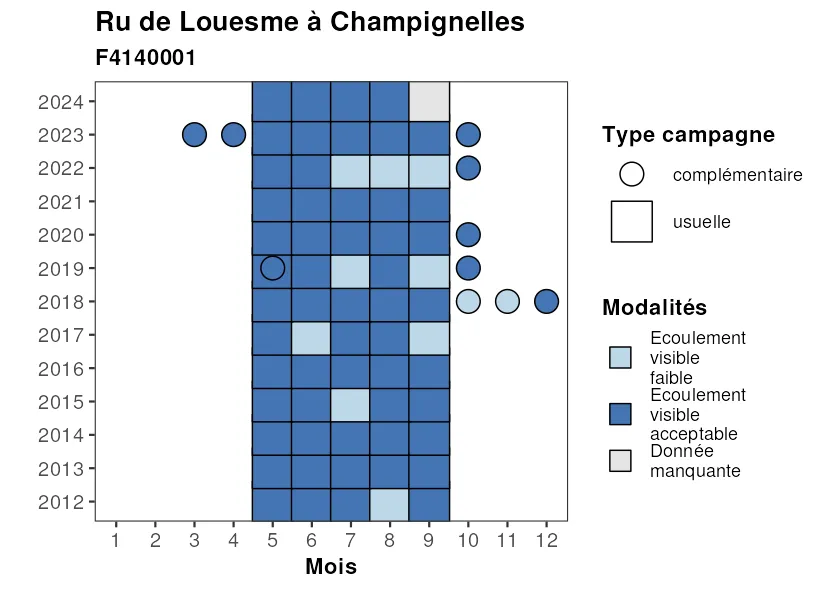 Ru de Louesme à Champignelles
F4140001
2024
2023
2022
2021
2020
2019
2018
2017
2016
2015
2014
2013
2012
1 2 3 4 5 6 7 8 9 10 11 12
Mois
Type campagne
complémentaire
usuelle
Modalités
Ecoulement
visible
faible
Ecoulement
visible
acceptable
Donnée
manquante